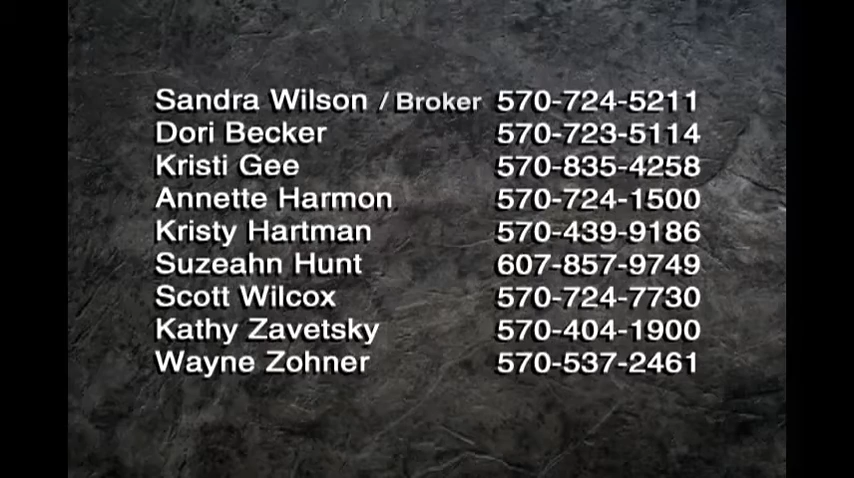 Sandra Wilson / Broker 570-724-5211
Dori Becker 570-723-5114
Kristi Gee 570-835-4258
Annette Harmon 570-724-1500
Kristy Hartman 570-439-9186
Suzeahn Hunt 607-857-9749
Scott Wilcox 570-724-7730
Kathy Zavetsky 570-404-1900
Wayne Zohner 570-537-2461